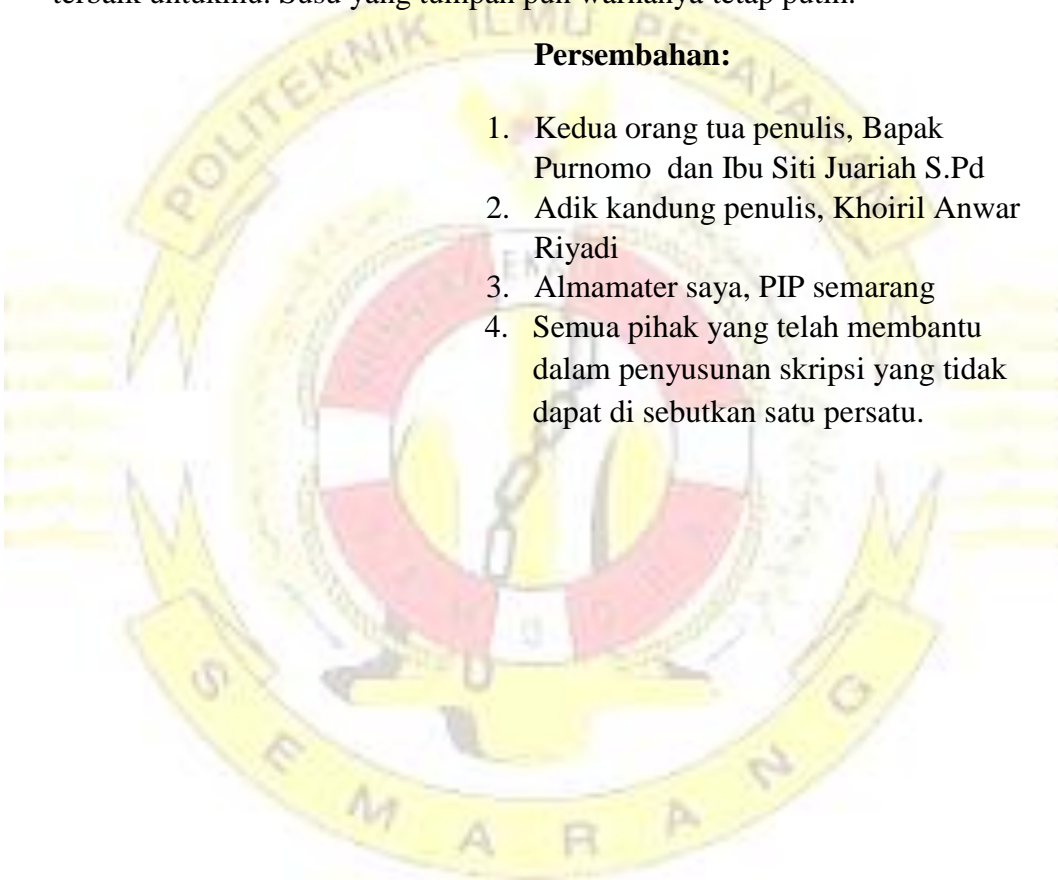 terbaik untukmu. Susu yang tumpah pun warnanya tetap putih.
Persembahan:
1. Kedua orang tua penulis, Bapak
Purnomo dan Ibu Siti Juariah S.Pd
2. Adik kandung penulis, Khoiril Anwar
Riyadi
3. Almamater saya, PIP semarang
4. Semua pihak yang telah membantu
dalam penyusunan skripsi yang tidak
dapat di sebutkan satu persatu.
POLITEKNIK ILMU PELAYARAN
SEMARANG